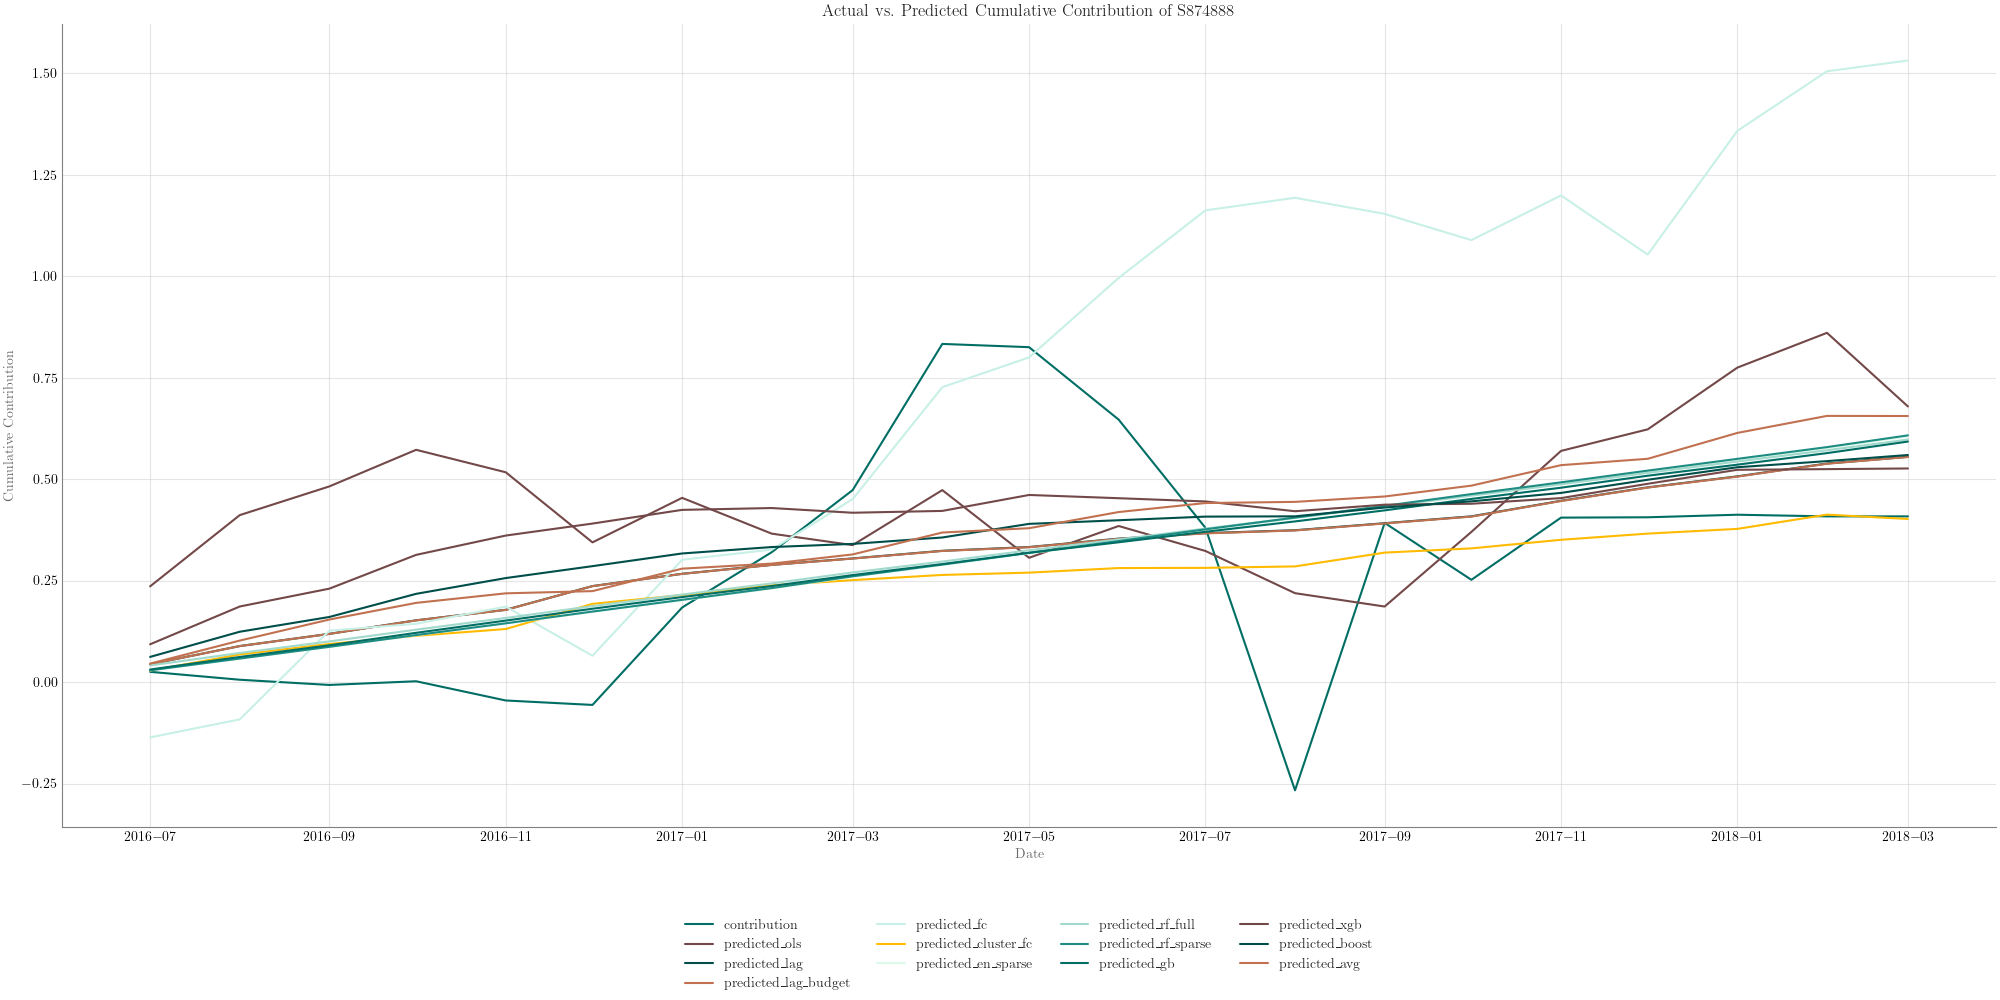 Actual vs. Predicted Cumulative Contribution of S874888
Cumulative Contribution
1.50
1.25
1.00
0.75
0.50
0.25
0.00
−0.25
2016−07 2016−09 2016−11 2017−01 2017−03 2017−05 2017−07 2017−09 2017−11 2018−01 2018−03
Date
contribution predicted_fc predicted_rf_full predicted_xgb
predicted_ols predicted_cluster_fc predicted_rf_sparse predicted_boost
predicted_lag predicted_en_sparse predicted_gb predicted_avg
predicted_lag_budget